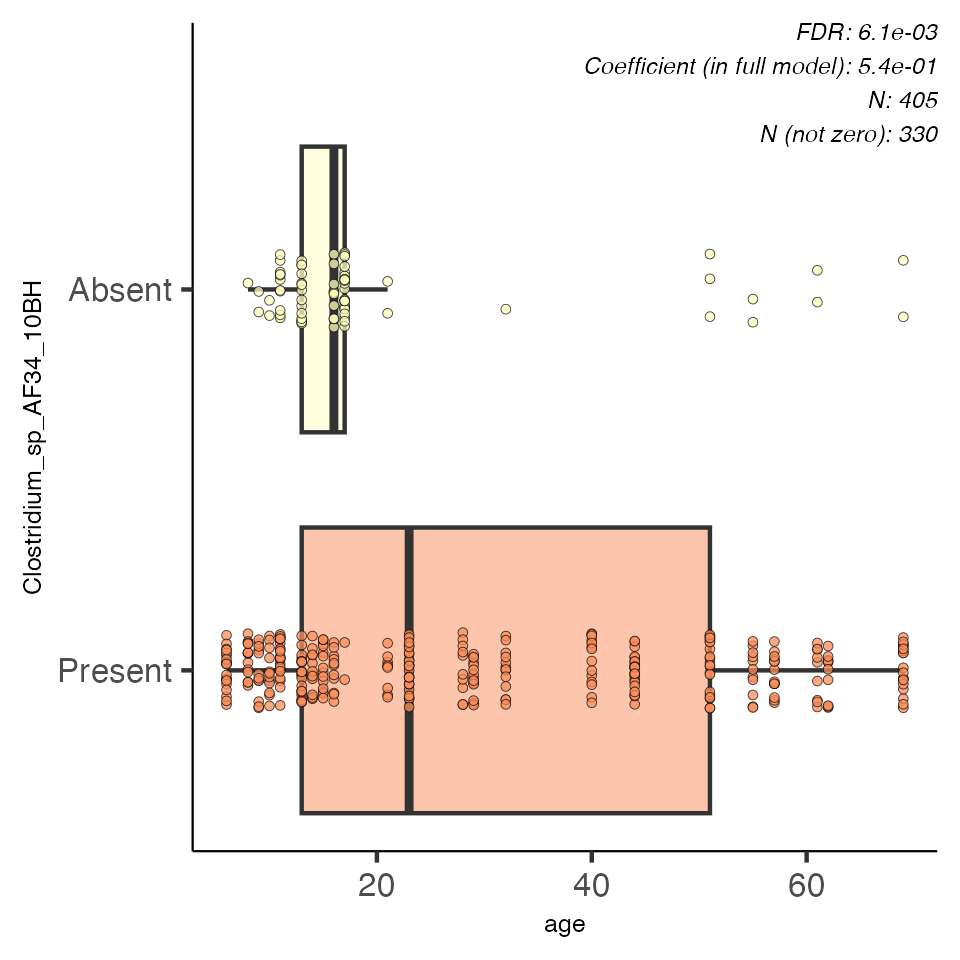 FDR: 6.1e-03
Coefficient (in full model): 5.4e-01
N: 405
N (not zero): 330
Clostridium_sp_AF34_10BH
Absent
Present
20 40 60
age